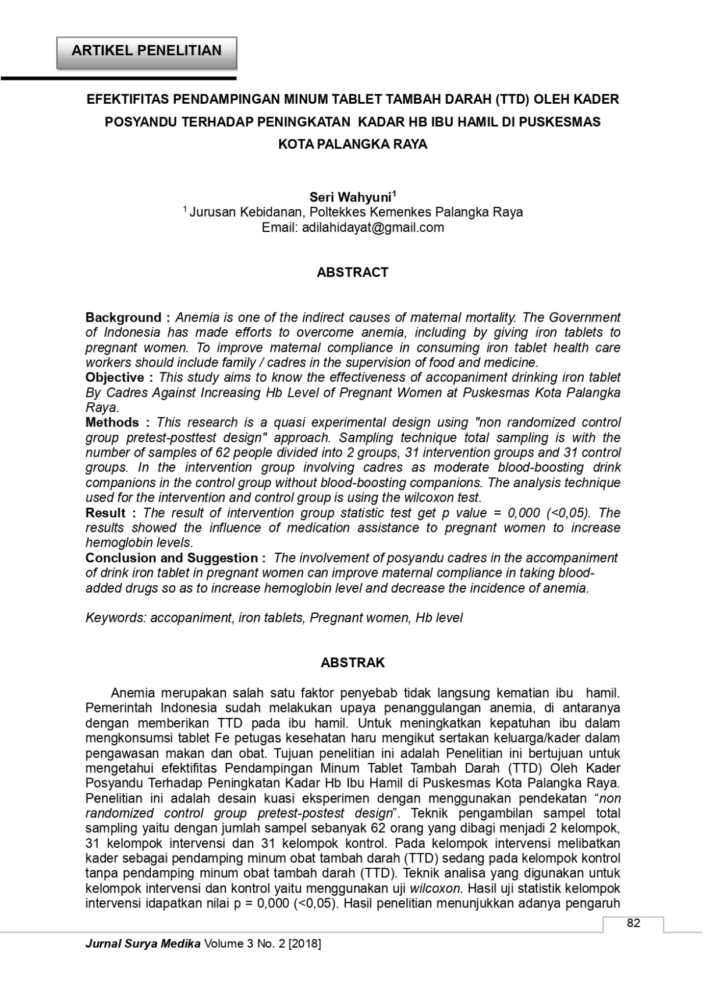 ARTIKEL PENELITIAN
EFEKTIFITAS PENDAMPINGAN MINUM TABLET TAMBAH DARAH (TTD) OLEH KADER
POSYANDU TERHADAP PENINGKATAN KADAR HB IBU HAMIL DI PUSKESMAS
KOTA PALANGKA RAYA
Seri Wahyuni¹
¹ Jurusan Kebidanan, Poltekkes Kemenkes Palangka Raya
Email: adilahidayat@gmail.com
ABSTRACT
Background : Anemia is one of the indirect causes of maternal mortality. The Government
of Indonesia has made efforts to overcome anemia, including by giving iron tablets to
pregnant women. To improve maternal compliance in consuming iron tablet health care
workers should include family / cadres in the supervision of food and medicine.
Objective : This study aims to know the effectiveness of accopaniment drinking iron tablet
By Cadres Against Increasing Hb Level of Pregnant Women at Puskesmas Kota Palangka
Raya.
Methods : This research is a quasi experimental design using "non randomized control
group pretest-posttest design" approach. Sampling technique total sampling is with the
number of samples of 62 people divided into 2 groups, 31 intervention groups and 31 control
groups. In the intervention group involving cadres as moderate blood-boosting drink
companions in the control group without blood-boosting companions. The analysis technique
used for the intervention and control group is using the wilcoxon test.
Result : The result of intervention group statistic test get p value = 0,000 (<0,05). The
results showed the influence of medication assistance to pregnant women to increase
hemoglobin levels.
Conclusion and Suggestion : The involvement of posyandu cadres in the accompaniment
of drink iron tablet in pregnant women can improve maternal compliance in taking blood-
added drugs so as to increase hemoglobin level and decrease the incidence of anemia.
Keywords: accopaniment, iron tablets, Pregnant women, Hb level
ABSTRAK
Anemia merupakan salah satu faktor penyebab tidak langsung kematian ibu hamil.
Pemerintah Indonesia sudah melakukan upaya penanggulangan anemia, di antaranya
dengan memberikan TTD pada ibu hamil. Untuk meningkatkan kepatuhan ibu dalam
mengkonsumsi tablet Fe petugas kesehatan haru mengikut sertakan keluarga/kader dalam
pengawasan makan dan obat. Tujuan penelitian ini adalah Penelitian ini bertujuan untuk
mengetahui efektifitas Pendampingan Minum Tablet Tambah Darah (TTD) Oleh Kader
Posyandu Terhadap Peningkatan Kadar Hb Ibu Hamil di Puskesmas Kota Palangka Raya.
Penelitian ini adalah desain kuasi eksperimen dengan menggunakan pendekatan “non
randomized control group pretest-postest design”. Teknik pengambilan sampel total
sampling yaitu dengan jumlah sampel sebanyak 62 orang yang dibagi menjadi 2 kelompok,
31 kelompok intervensi dan 31 kelompok kontrol. Pada kelompok intervensi melibatkan
kader sebagai pendamping minum obat tambah darah (TTD) sedang pada kelompok kontrol
tanpa pendamping minum obat tambah darah (TTD). Teknik analisa yang digunakan untuk
kelompok intervensi dan kontrol yaitu menggunakan uji wilcoxon. Hasil uji statistik kelompok
intervensi idapatkan nilai p = 0,000 (<0,05). Hasil penelitian menunjukkan adanya pengaruh
82
Jurnal Surya Medika Volume 3 No. 2 [2018]